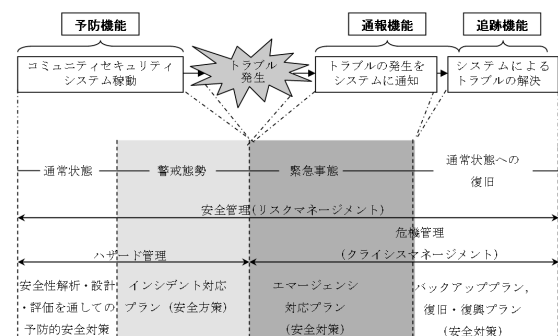 予防機能
通報機能
追跡機能
コミュニティセキュリティ
システム稼動
トラブル
発生
トラブルの発生を
システムに通知
システムによる
トラブルの解決
通常状態
警戒態勢
緊急事態
通常状態への
復旧
安全管理(リスクマネージメント)
危機管理
(クライシスマネージメント)
ハザード管理
安全性解析・設計
・評価を通しての
予防的安全対策
インシデント対応
プラン (安全方策)
エマージェンシ
対応プラン
(安全対策)
バックアッププラン,
復旧・復興プラン
(安全対策)